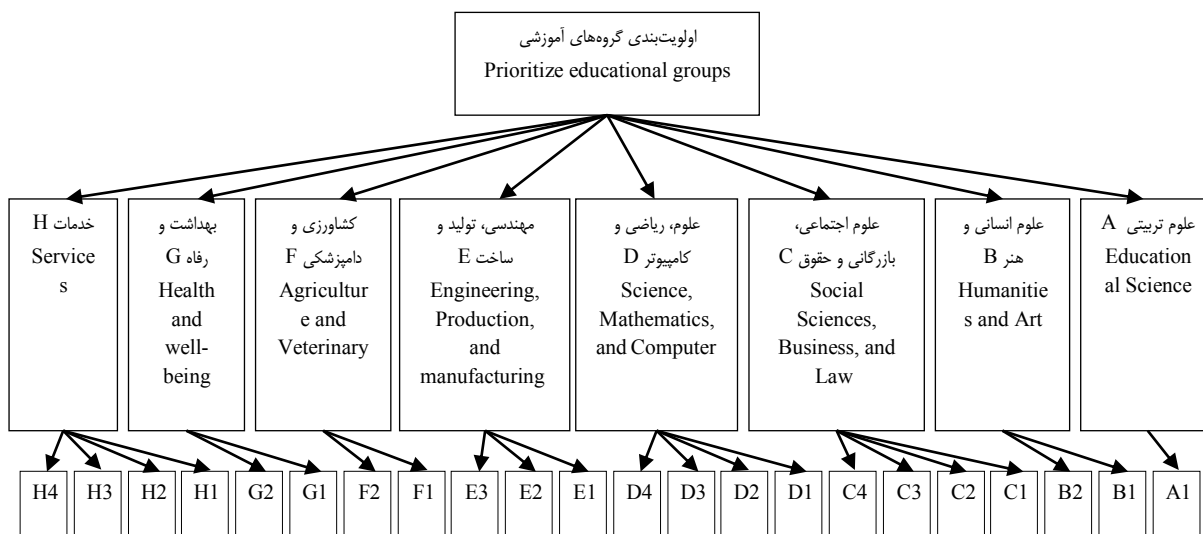 اولویت‌بندی گروه‌های آموزشی
Prioritize educational groups
علوم تربیتی A
Education
al Science
علوم انسانی و
هنر B
Humanitie
s and Art
علوم اجتماعی،
بازرگانی و حقوق C
Social
Sciences,
Business, and
Law
علوم، ریاضی و
کامپیوتر D
Science,
Mathematics,
and Computer
مهندسی، تولید و
ساخت E
Engineering,
Production,
and
manufacturing
کشاورزی و
دامپزشکی F
Agricultur
e and
Veterinary
بهداشت و
رفاه G
Health
and
well-
being
خدمات H
Service
s
A1
B1
B2
C1
C2
C3
C4
D1
D2
D3
D4
E1
E2
E3
F1
F2
G1
G2
H1
H2
H3
H4